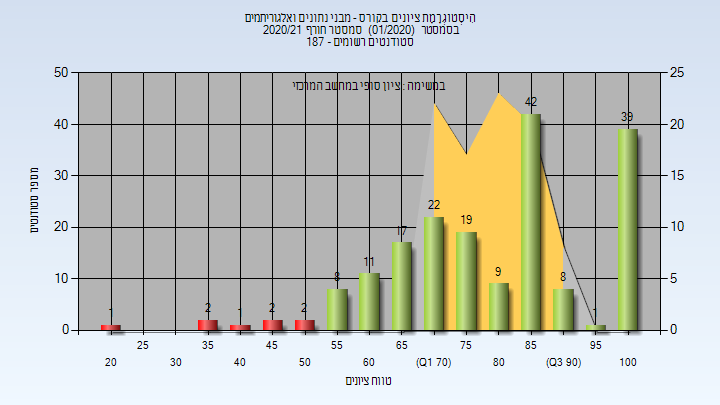 היסטוגרמת ציונים בקורס - מבני נתונים ואלגוריתמים
בסמסטר (01/2020) סמסטר חורף 2020/21
סטודנטים רשומים - 187
במשימה : ציון סופי במחשב המרכזי
מספר סטודנטים
50 40 30 20 10 0
25 20 15 10 5 0
1 2 1 2 2 8 11 17 22 19 9 42 8 1 39
25 35 45 55 65 75 85 95
20 30 40 50 60 (Q1 70) 80 (Q3 90) 100
טווח ציונים